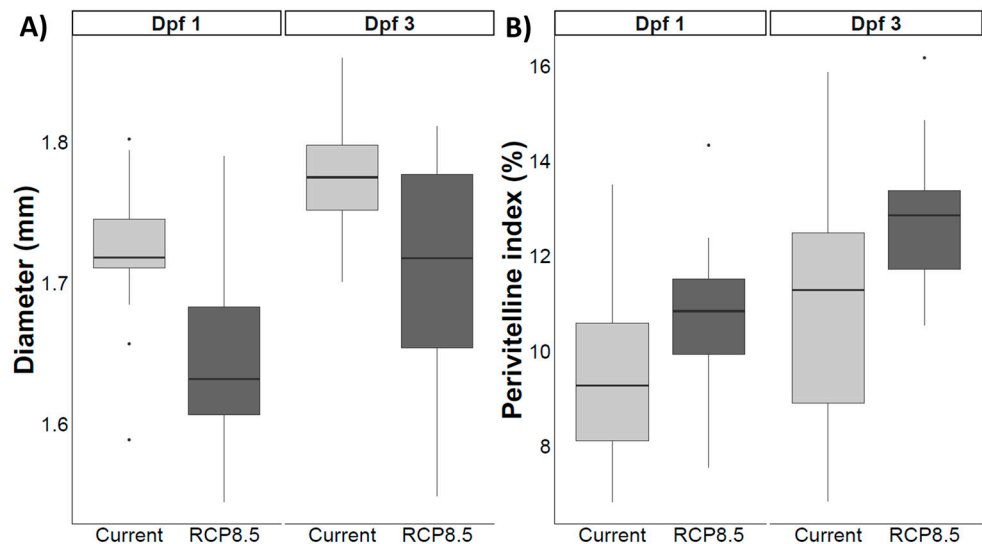 A)
Dpf 1
Dpf 3
Diameter (mm)
1.8
1.7
1.6
Current
RCP8.5
Current
RCP8.5
B)
Dpf 1
Dpf 3
Perivitelline index (%)
16
14
12
10
8
Current
RCP8.5
Current
RCP8.5